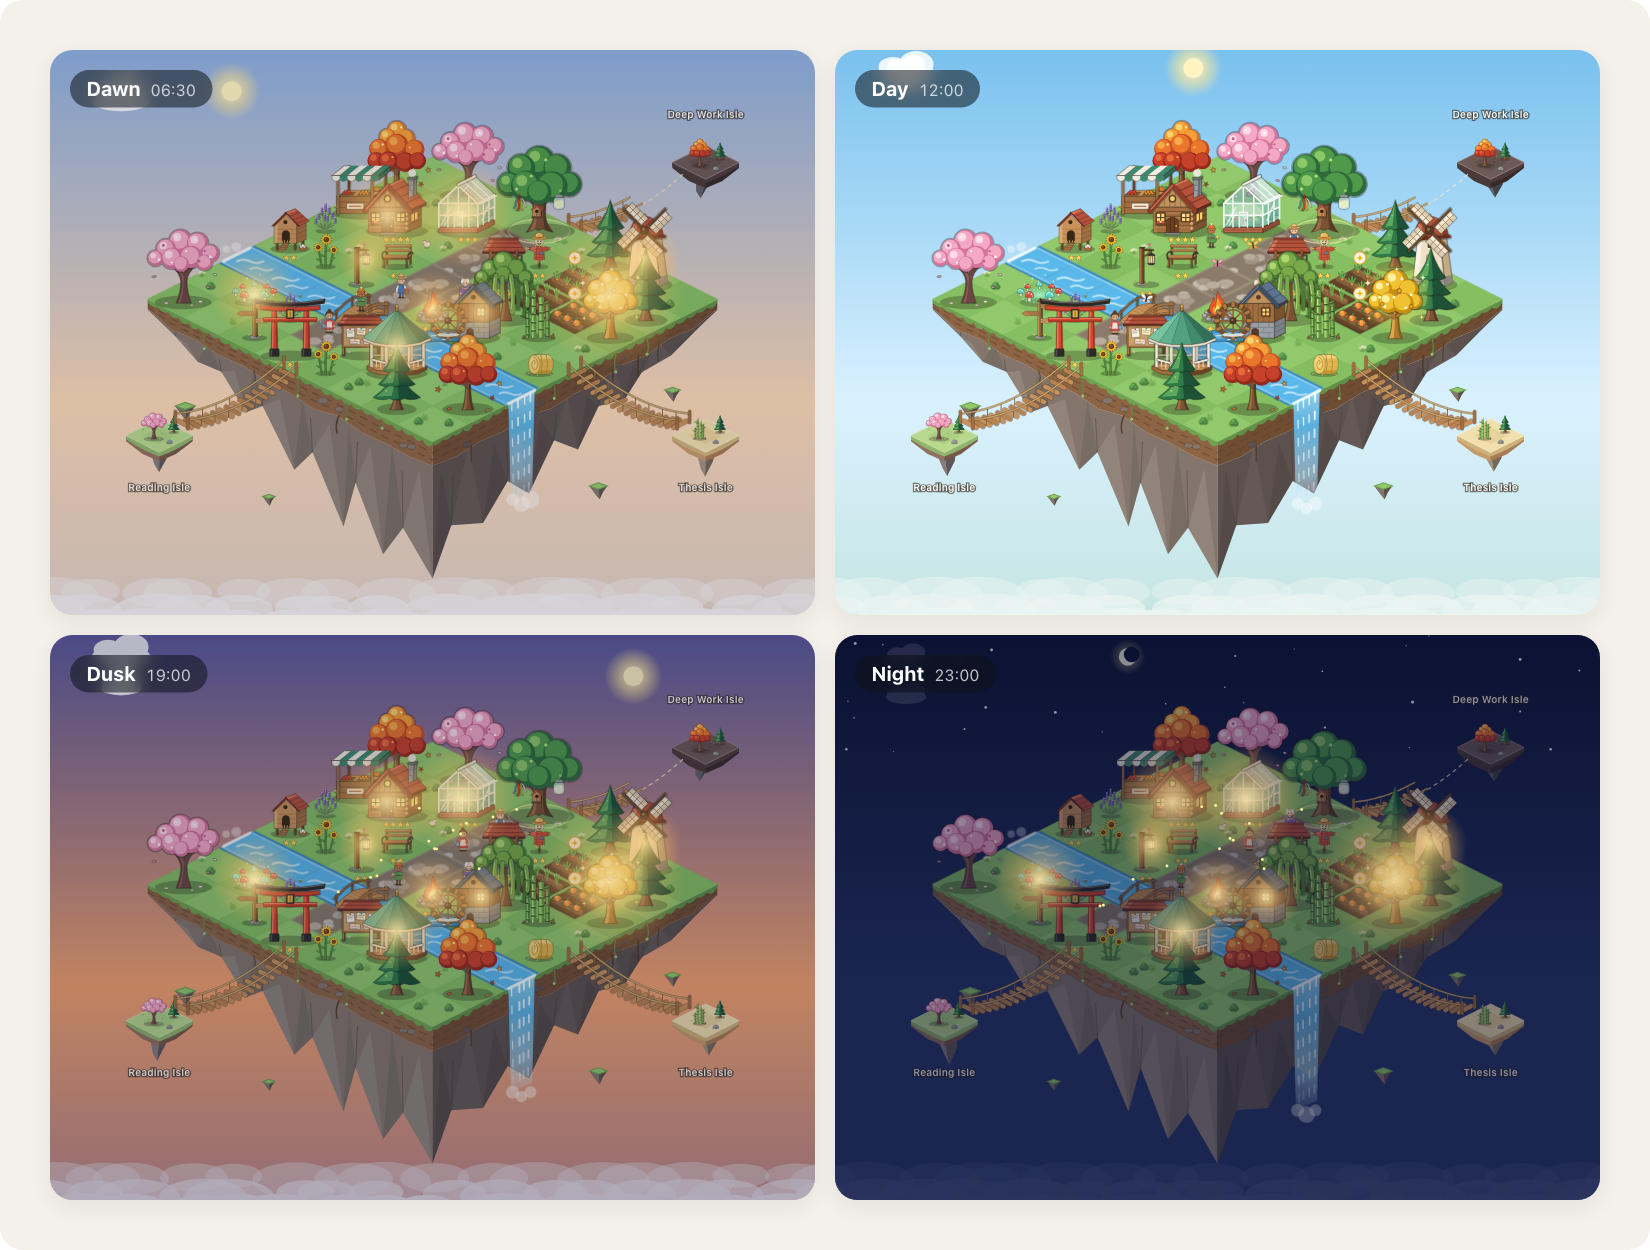 Dawn 06:30
Deep Work Isle
Reading Isle
Thesis Isle
Day 12:00
Deep Work Isle
Reading Isle
Thesis Isle
Dusk 19:00
Deep Work Isle
Reading Isle
Thesis Isle
Night 23:00
Deep Work Isle
Reading Isle
Thesis Isle